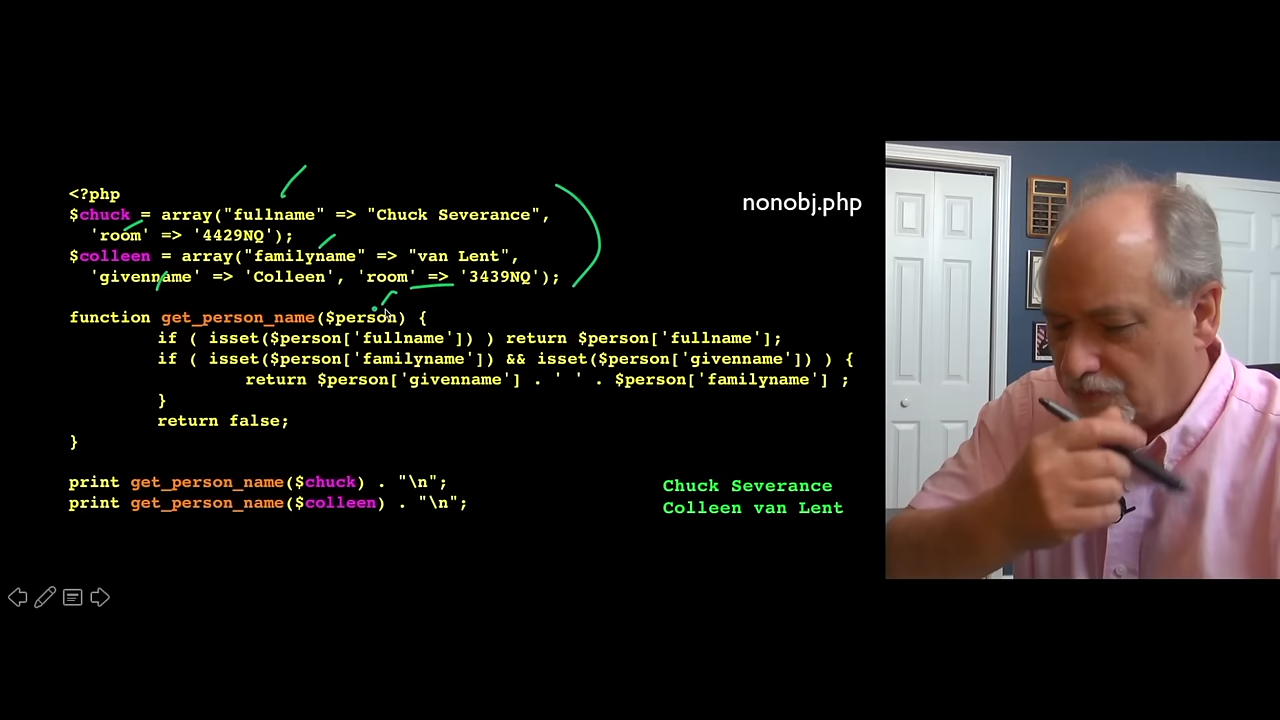 <?php
$chuck = array("fullname" => "Chuck Severance",
'room' => '4429NQ');
$colleen = array("familyname" => "van Lent",
'givenname' => 'Colleen', 'room' => '3439NQ');
function get_person_name($person) {
if ( isset($person['fullname']) ) return $person['fullname'];
if ( isset($person['familyname']) && isset($person['givenname']) ) {
return $person['givenname'] . ' ' . $person['familyname'] ;
}
return false;
}
print get_person_name($chuck) . "\n";
print get_person_name($colleen) . "\n";
nonobj.php
Chuck Severance
Colleen van Lent